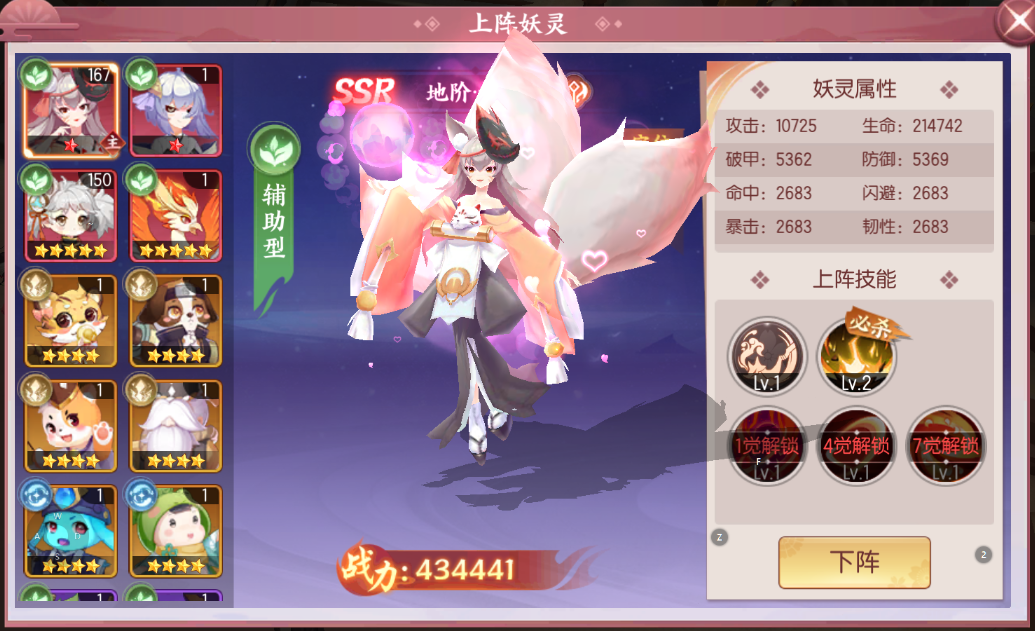 上阵妖灵
167
主
1
150
1
1
1
1
1
1
1
1
1
SSR
地阶
辅助型
战力:434441
妖灵属性
攻击: 10725 生命: 214742
破甲: 5362 防御: 5369
命中: 2683 闪避: 2683
暴击: 2683 韧性: 2683
上阵技能
必杀
Lv.1
Lv.2
1觉解锁
4觉解锁
7觉解锁
F
Lv.1
Lv.1
Lv.1
W
A
S
Z
2
下阵